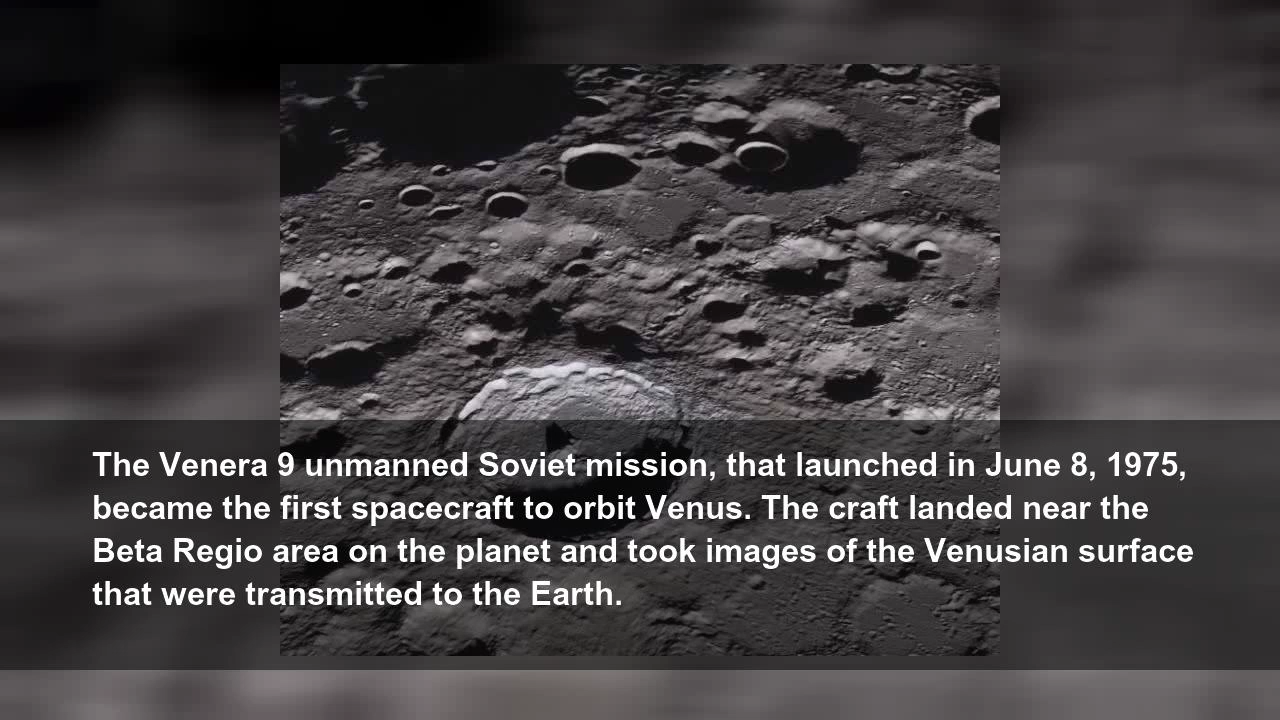 The Venera 9 unmanned Soviet mission, that launched in June 8, 1975,
became the first spacecraft to orbit Venus. The craft landed near the
Beta Regio area on the planet and took images of the Venusian surface
that were transmitted to the Earth.